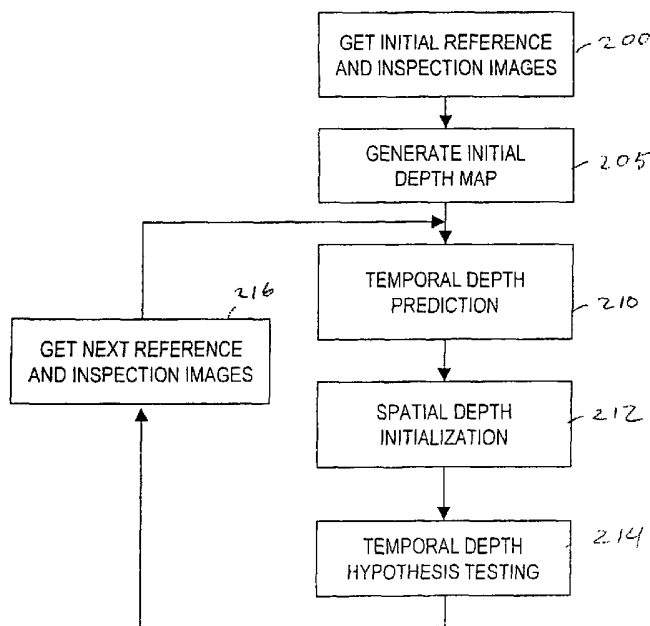 GET INITIAL REFERENCE
AND INSPECTION IMAGES
200
GENERATE INITIAL
DEPTH MAP
205
TEMPORAL DEPTH
PREDICTION
210
216
GET NEXT REFERENCE
AND INSPECTION IMAGES
SPATIAL DEPTH
INITIALIZATION
212
TEMPORAL DEPTH
HYPOTHESIS TESTING
214